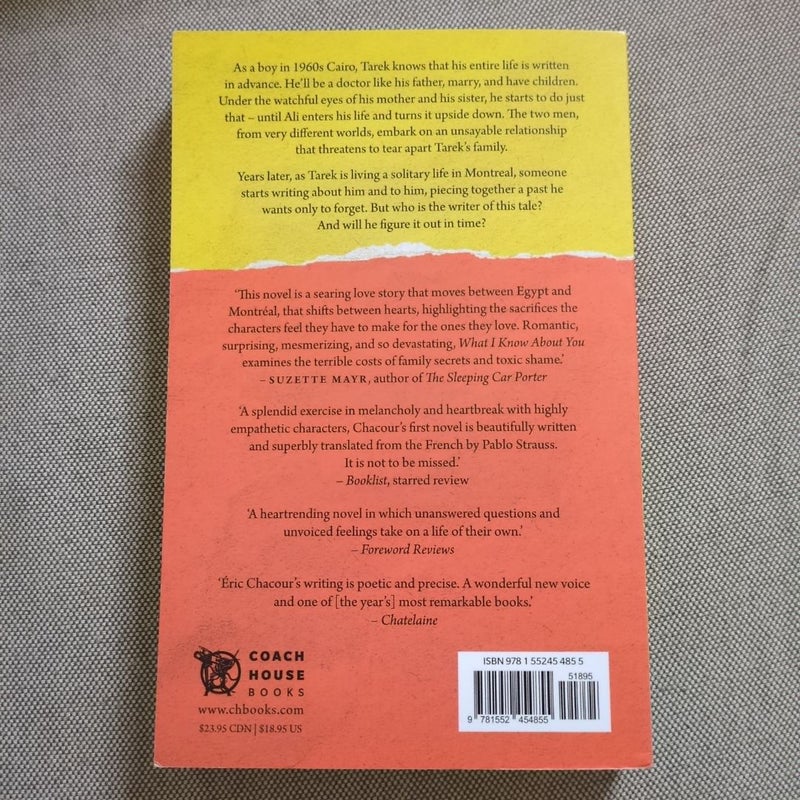 As a boy in 1960s Cairo, Tarek knows that his entire life is written
in advance. He'll be a doctor like his father, marry, and have children.
Under the watchful eyes of his mother and his sister, he starts to do just
that – until Ali enters his life and turns it upside down. The two men,
from very different worlds, embark on an unsayable relationship
that threatens to tear apart Tarek's family.
Years later, as Tarek is living a solitary life in Montreal, someone
starts writing about him and to him, piecing together a past he
wants only to forget. But who is the writer of this tale?
And will he figure it out in time?
'This novel is a searing love story that moves between Egypt and
Montréal, that shifts between hearts, highlighting the sacrifices the
characters feel they have to make for the ones they love. Romantic,
surprising, mesmerizing, and so devastating, What I Know About You
examines the terrible costs of family secrets and toxic shame.'
– SUZETTE MAYR, author of The Sleeping Car Porter
'A splendid exercise in melancholy and heartbreak with highly
empathetic characters, Chacour's first novel is beautifully written
and superbly translated from the French by Pablo Strauss.
It is not to be missed.'
– Booklist, starred review
'A heartrending novel in which unanswered questions and
unvoiced feelings take on a life of their own.'
– Foreword Reviews
'Éric Chacour's writing is poetic and precise. A wonderful new voice
and one of [the year's] most remarkable books.'
– Chatelaine
COACH
HOUSE
BOOKS
www.chbooks.com
$23.95 CDN | $18.95 US
ISBN 978 1 55245 485 5
51895
9 781552 454855